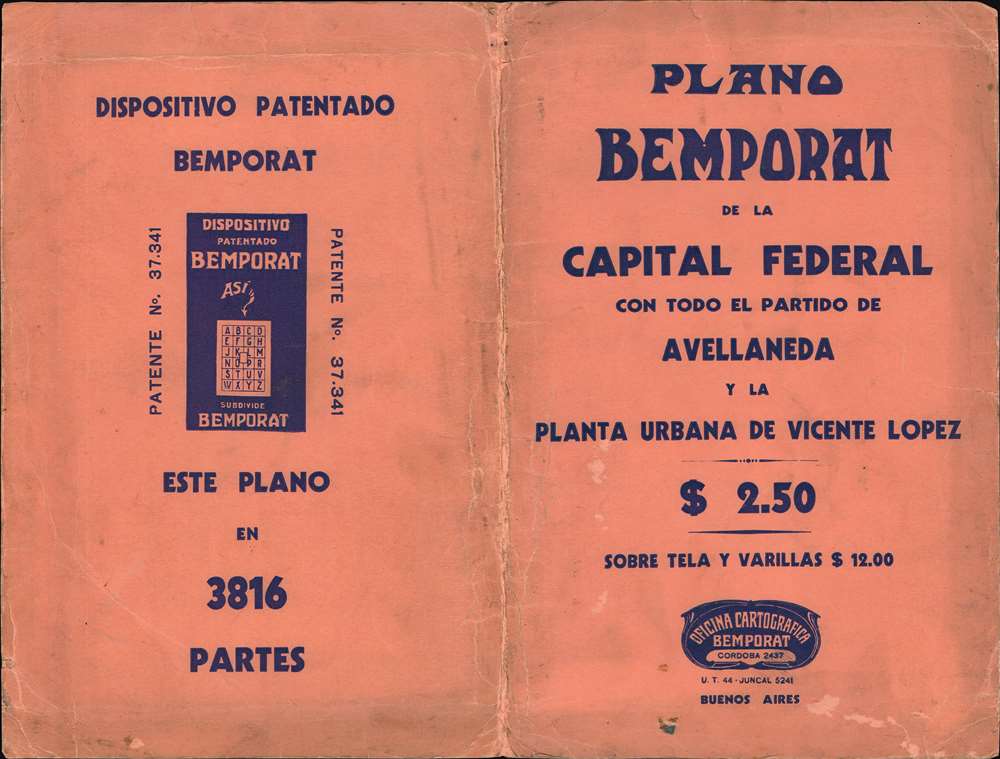 DISPOSITIVO PATENTADO
BEMPORAT
PATENTE No. 37.341
DISPOSITIVO
PATENTADO
BEMPORAT
ASI
A B C D
E F G H
J K L M
N O P R
S T U V
W X Y Z
SUBDIVIDE
BEMPORAT
PATENTE No. 37.341
ESTE PLANO
EN
3816
PARTES
PLANO
BEMPORAT
DE LA
CAPITAL FEDERAL
CON TODO EL PARTIDO DE
AVELLANEDA
Y LA
PLANTA URBANA DE VICENTE LOPEZ
$ 2.50
SOBRE TELA Y VARILLAS $ 12.00
OFICINA CARTOGRAFICA
BEMPORAT
CORDOBA 2437
U. T. 44 - JUNCAL 5241
BUENOS AIRES